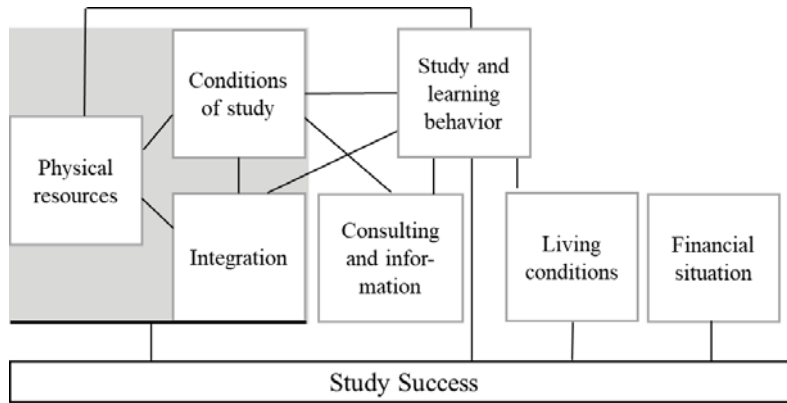 Conditions
of study
Study and
learning
behavior
Physical
resources
Integration
Consulting
and infor-
mation
Living
conditions
Financial
situation
Study Success